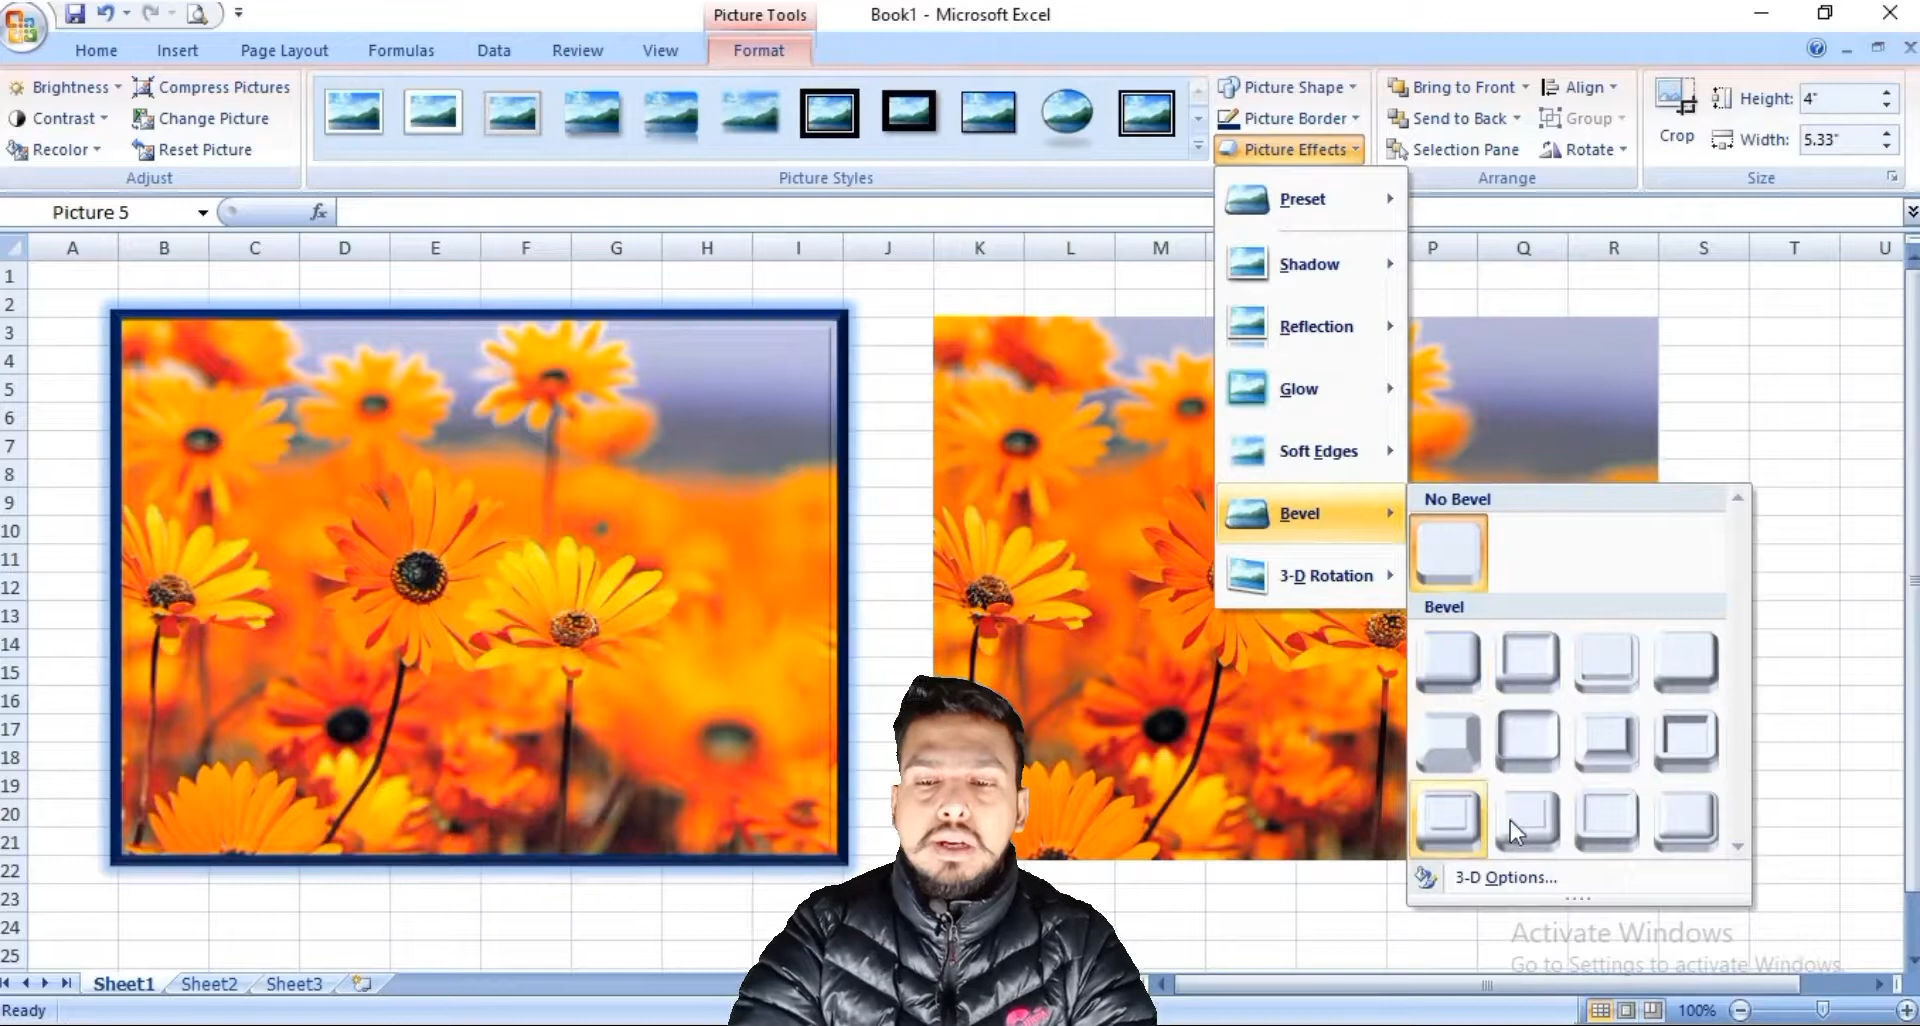 Picture Tools
Book1 - Microsoft Excel
Home Insert Page Layout Formulas Data Review View Format
Brightness Compress Pictures
Contrast Change Picture
Recolor Reset Picture
Adjust
Picture Styles
Picture Shape
Picture Border
Picture Effects
Bring to Front Align
Send to Back Group
Selection Pane Rotate
Arrange
Crop
Height: 4"
Width: 5.33"
Size
Picture 5
fx
A B C D E F G H I J K L M P Q R S T U
1
2
3
4
5
6
7
8
9
10
11
12
13
14
15
16
17
18
19
20
21
22
23
24
25
Preset
Shadow
Reflection
Glow
Soft Edges
Bevel
3-D Rotation
No Bevel
Bevel
3-D Options...
Activate Windows
Go to Settings to activate Windows.
Sheet1 Sheet2 Sheet3
Ready
100%